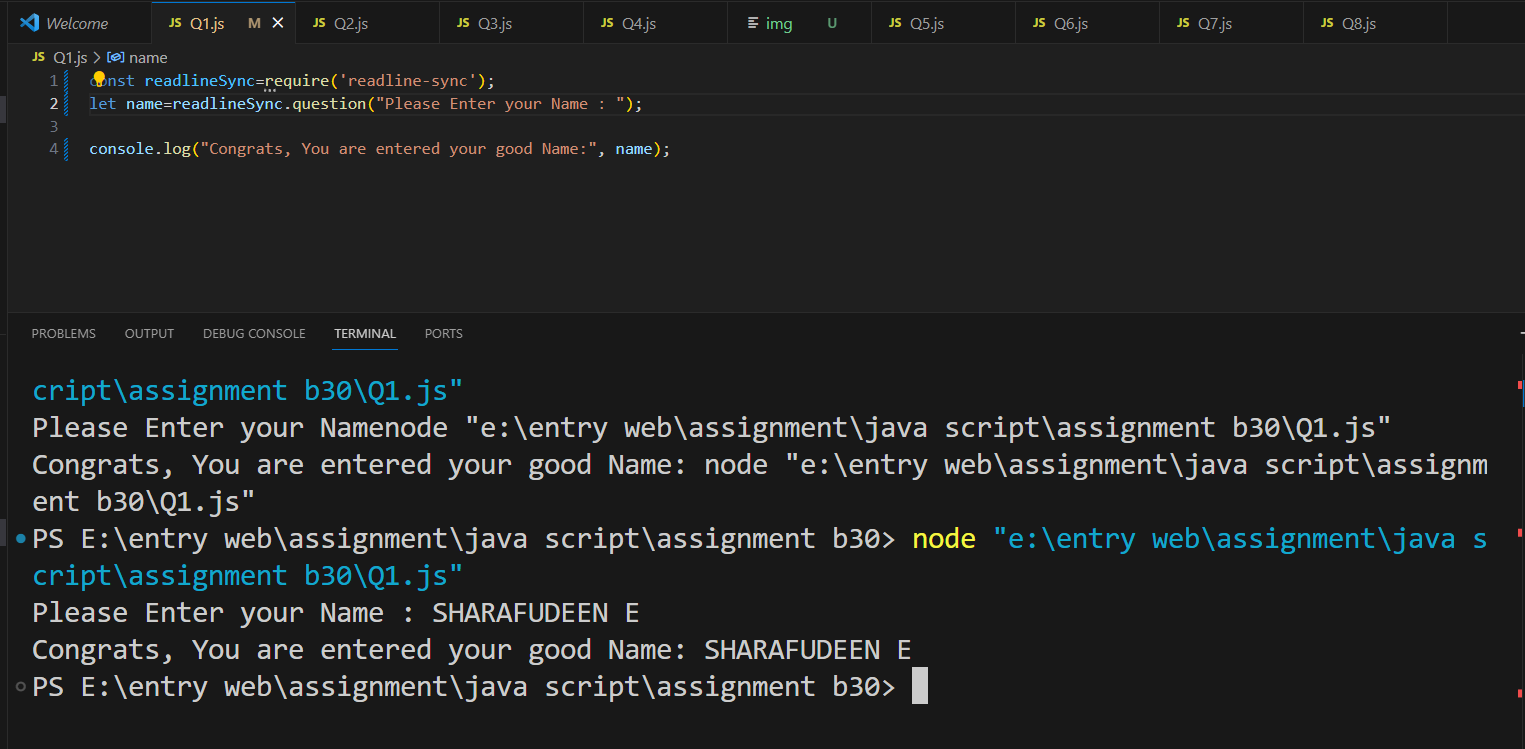 Welcome
JS Q1.js M
JS Q2.js
JS Q3.js
JS Q4.js
img U
JS Q5.js
JS Q6.js
JS Q7.js
JS Q8.js
JS Q1.js > name
1 const readlineSync=require('readline-sync');
2 let name=readlineSync.question("Please Enter your Name : ");
3
4 console.log("Congrats, You are entered your good Name:", name);
PROBLEMS OUTPUT DEBUG CONSOLE TERMINAL PORTS
cript\assignment b30\Q1.js"
Please Enter your Namenode "e:\entry web\assignment\java script\assignment b30\Q1.js"
Congrats, You are entered your good Name: node "e:\entry web\assignment\java script\assignm
ent b30\Q1.js"
PS E:\entry web\assignment\java script\assignment b30> node "e:\entry web\assignment\java s
cript\assignment b30\Q1.js"
Please Enter your Name : SHARAFUDEEN E
Congrats, You are entered your good Name: SHARAFUDEEN E
PS E:\entry web\assignment\java script\assignment b30>